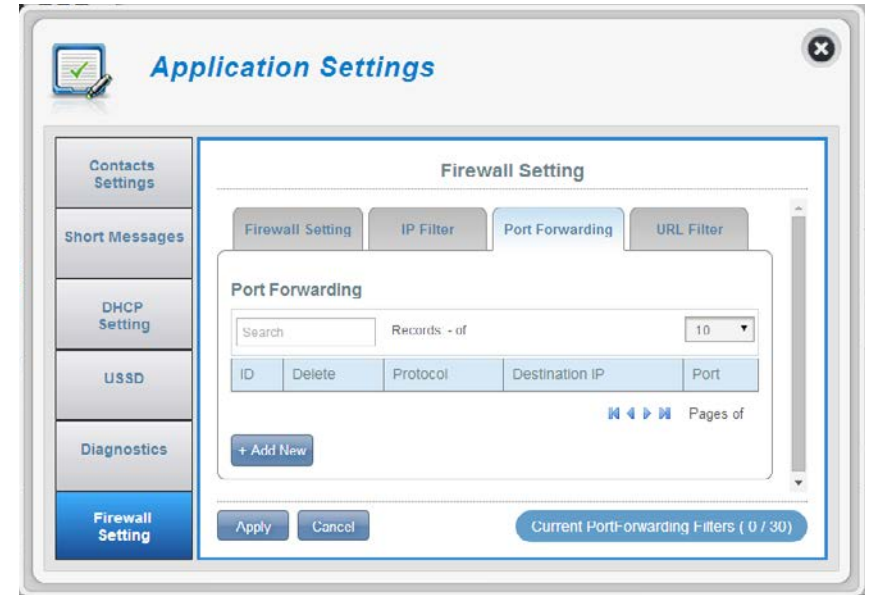 Application Settings
Contacts
Settings
Short Messages
DHCP
Setting
USSD
Diagnostics
Firewall
Setting
Firewall Setting
Firewall Setting
IP Filter
Port Forwarding
URL Filter
Port Forwarding
Search
Records - of
10
ID
Delete
Protocol
Destination IP
Port
Pages of
+ Add New
Apply
Cancel
Current PortForwarding Filters ( 0 / 30)